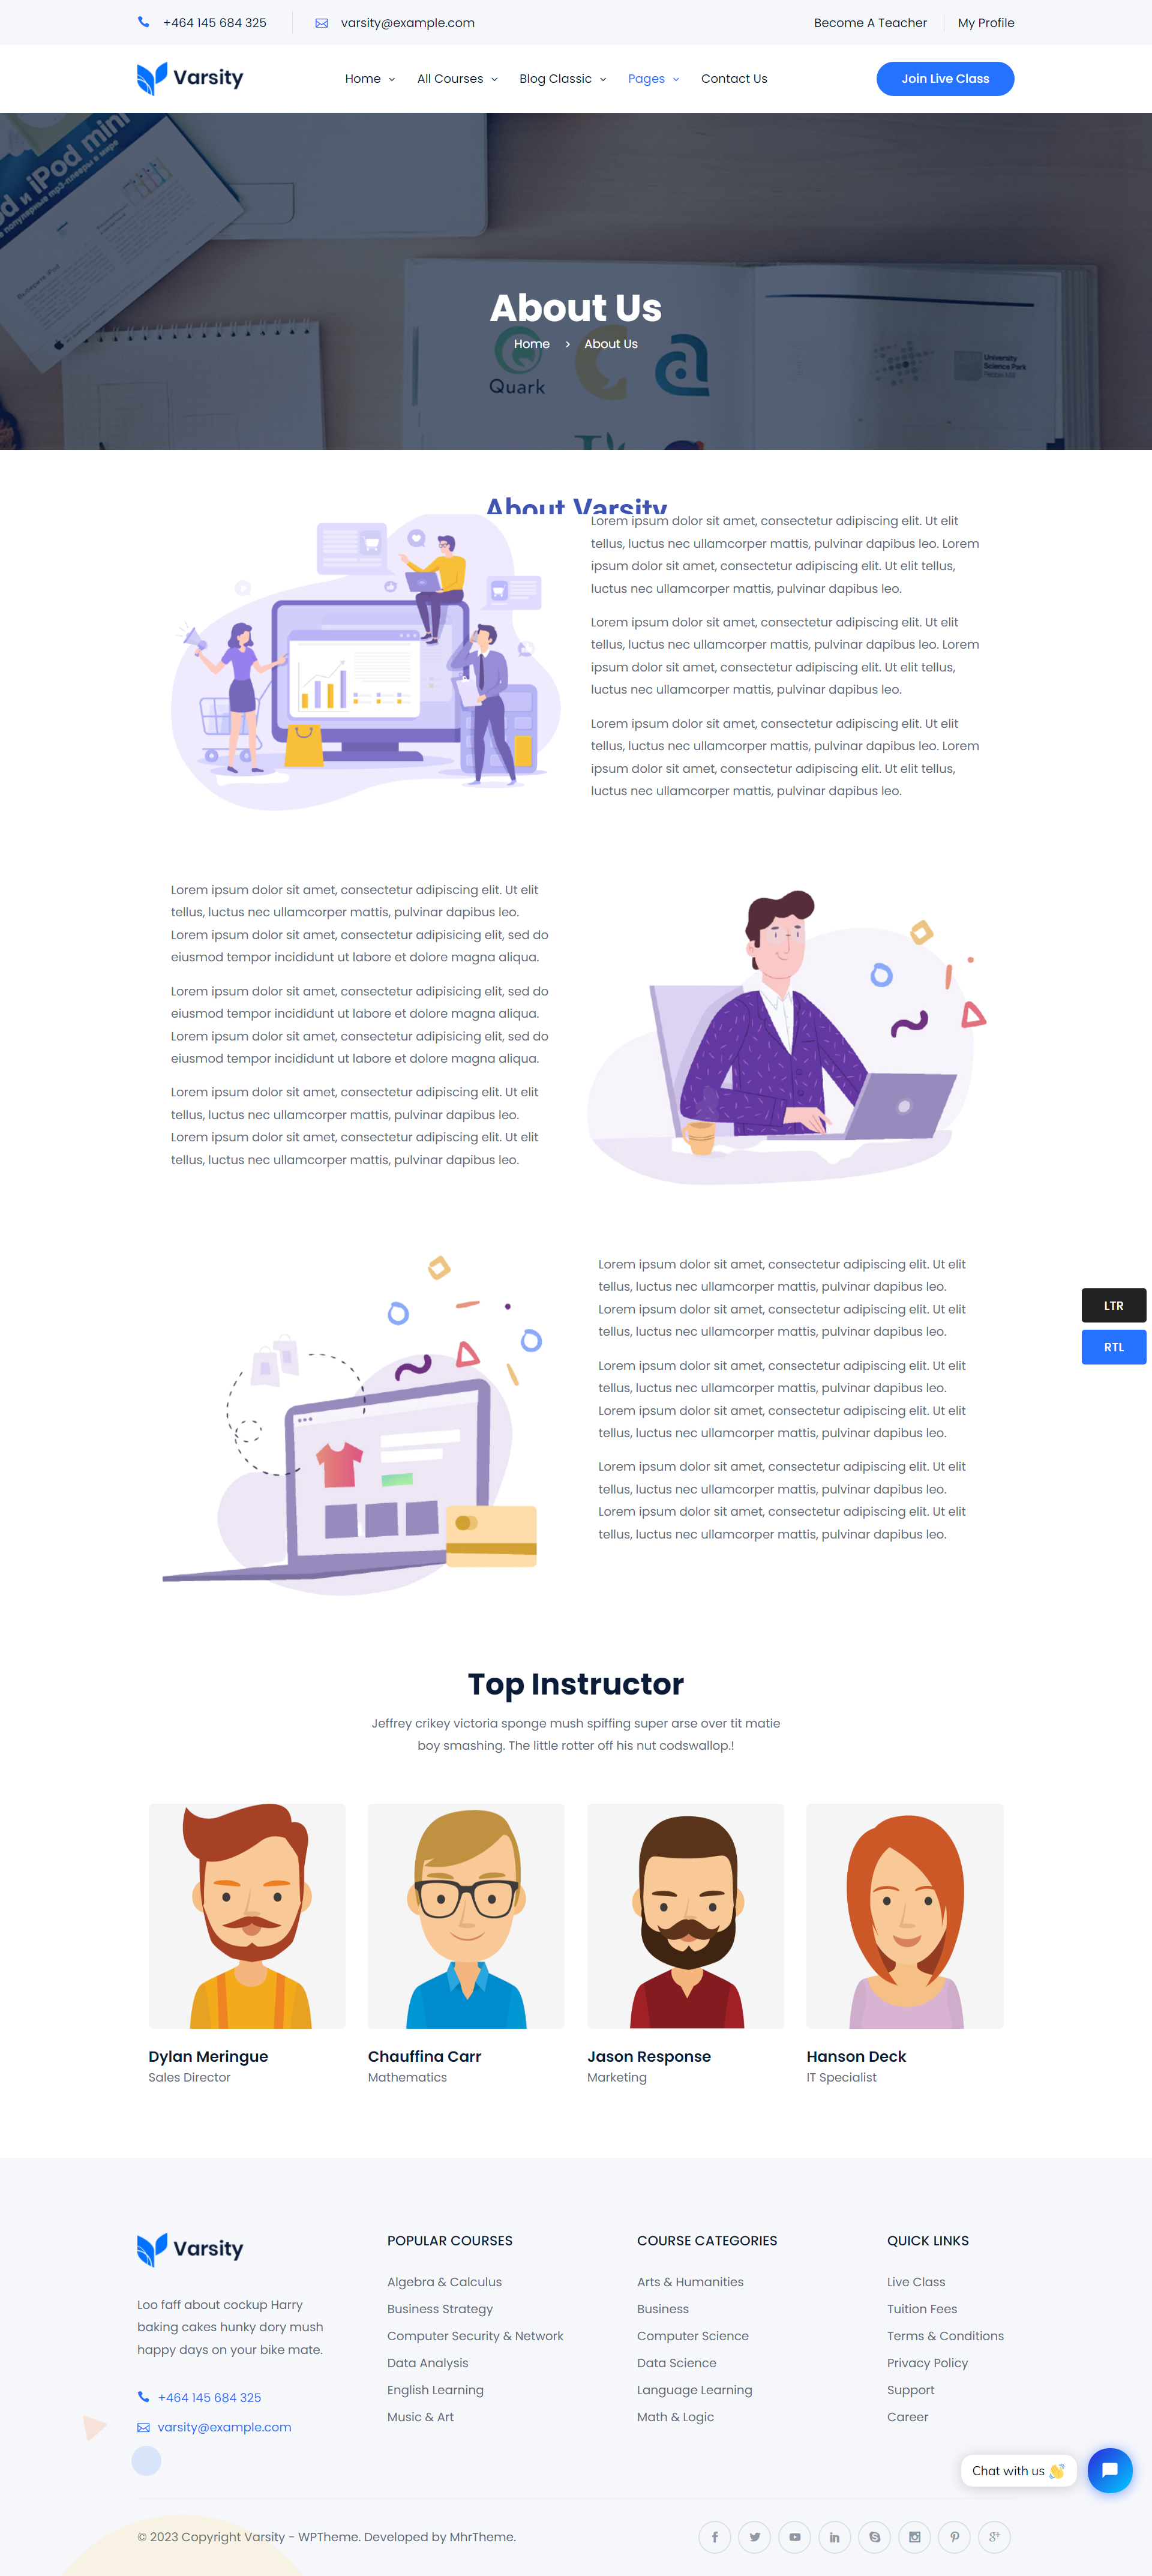 +464 145 684 325
varsity@example.com
Become A Teacher
My Profile
Varsity
Home
All Courses
Blog Classic
Pages
Contact Us
Join Live Class
About Us
Home › About Us
Quark
University
Science Park
About Varsity
Lorem ipsum dolor sit amet, consectetur adipiscing elit. Ut elit
tellus, luctus nec ullamcorper mattis, pulvinar dapibus leo. Lorem
ipsum dolor sit amet, consectetur adipiscing elit. Ut elit tellus,
luctus nec ullamcorper mattis, pulvinar dapibus leo.
Lorem ipsum dolor sit amet, consectetur adipiscing elit. Ut elit
tellus, luctus nec ullamcorper mattis, pulvinar dapibus leo. Lorem
ipsum dolor sit amet, consectetur adipiscing elit. Ut elit tellus,
luctus nec ullamcorper mattis, pulvinar dapibus leo.
Lorem ipsum dolor sit amet, consectetur adipiscing elit. Ut elit
tellus, luctus nec ullamcorper mattis, pulvinar dapibus leo. Lorem
ipsum dolor sit amet, consectetur adipiscing elit. Ut elit tellus,
luctus nec ullamcorper mattis, pulvinar dapibus leo.
Lorem ipsum dolor sit amet, consectetur adipiscing elit. Ut elit
tellus, luctus nec ullamcorper mattis, pulvinar dapibus leo.
Lorem ipsum dolor sit amet, consectetur adipisicing elit, sed do
eiusmod tempor incididunt ut labore et dolore magna aliqua.
Lorem ipsum dolor sit amet, consectetur adipisicing elit, sed do
eiusmod tempor incididunt ut labore et dolore magna aliqua.
Lorem ipsum dolor sit amet, consectetur adipisicing elit, sed do
eiusmod tempor incididunt ut labore et dolore magna aliqua.
Lorem ipsum dolor sit amet, consectetur adipiscing elit. Ut elit
tellus, luctus nec ullamcorper mattis, pulvinar dapibus leo.
Lorem ipsum dolor sit amet, consectetur adipiscing elit. Ut elit
tellus, luctus nec ullamcorper mattis, pulvinar dapibus leo.
Lorem ipsum dolor sit amet, consectetur adipiscing elit. Ut elit
tellus, luctus nec ullamcorper mattis, pulvinar dapibus leo.
Lorem ipsum dolor sit amet, consectetur adipiscing elit. Ut elit
tellus, luctus nec ullamcorper mattis, pulvinar dapibus leo.
Lorem ipsum dolor sit amet, consectetur adipiscing elit. Ut elit
tellus, luctus nec ullamcorper mattis, pulvinar dapibus leo.
Lorem ipsum dolor sit amet, consectetur adipiscing elit. Ut elit
tellus, luctus nec ullamcorper mattis, pulvinar dapibus leo.
Lorem ipsum dolor sit amet, consectetur adipiscing elit. Ut elit
tellus, luctus nec ullamcorper mattis, pulvinar dapibus leo.
Lorem ipsum dolor sit amet, consectetur adipiscing elit. Ut elit
tellus, luctus nec ullamcorper mattis, pulvinar dapibus leo.
LTR
RTL
Top Instructor
Jeffrey crikey victoria sponge mush spiffing super arse over tit matie
boy smashing. The little rotter off his nut codswallop.!
Dylan Meringue
Sales Director
Chauffina Carr
Mathematics
Jason Response
Marketing
Hanson Deck
IT Specialist
Varsity
Loo faff about cockup Harry
baking cakes hunky dory mush
happy days on your bike mate.
+464 145 684 325
varsity@example.com
POPULAR COURSES
Algebra & Calculus
Business Strategy
Computer Security & Network
Data Analysis
English Learning
Music & Art
COURSE CATEGORIES
Arts & Humanities
Business
Computer Science
Data Science
Language Learning
Math & Logic
QUICK LINKS
Live Class
Tuition Fees
Terms & Conditions
Privacy Policy
Support
Career
Chat with us 👋
© 2023 Copyright Varsity - WPTheme. Developed by MhrTheme.